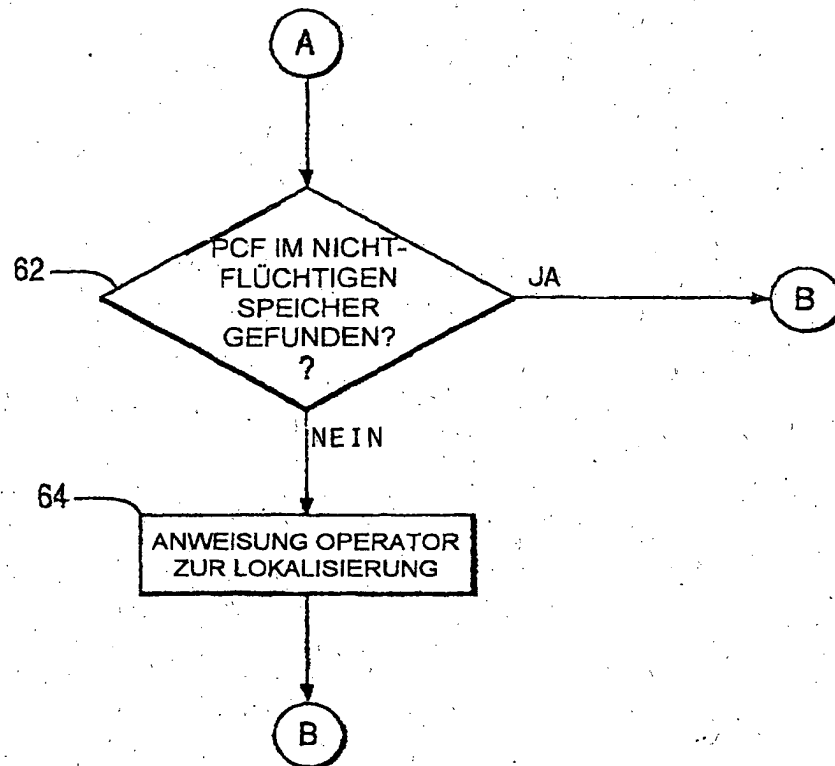 A
62
PCF IM NICHT-
FLÜCHTIGEN
SPEICHER
GEFUNDEN?
?
JA
B
NEIN
64
ANWEISUNG OPERATOR
ZUR LOKALISIERUNG
B